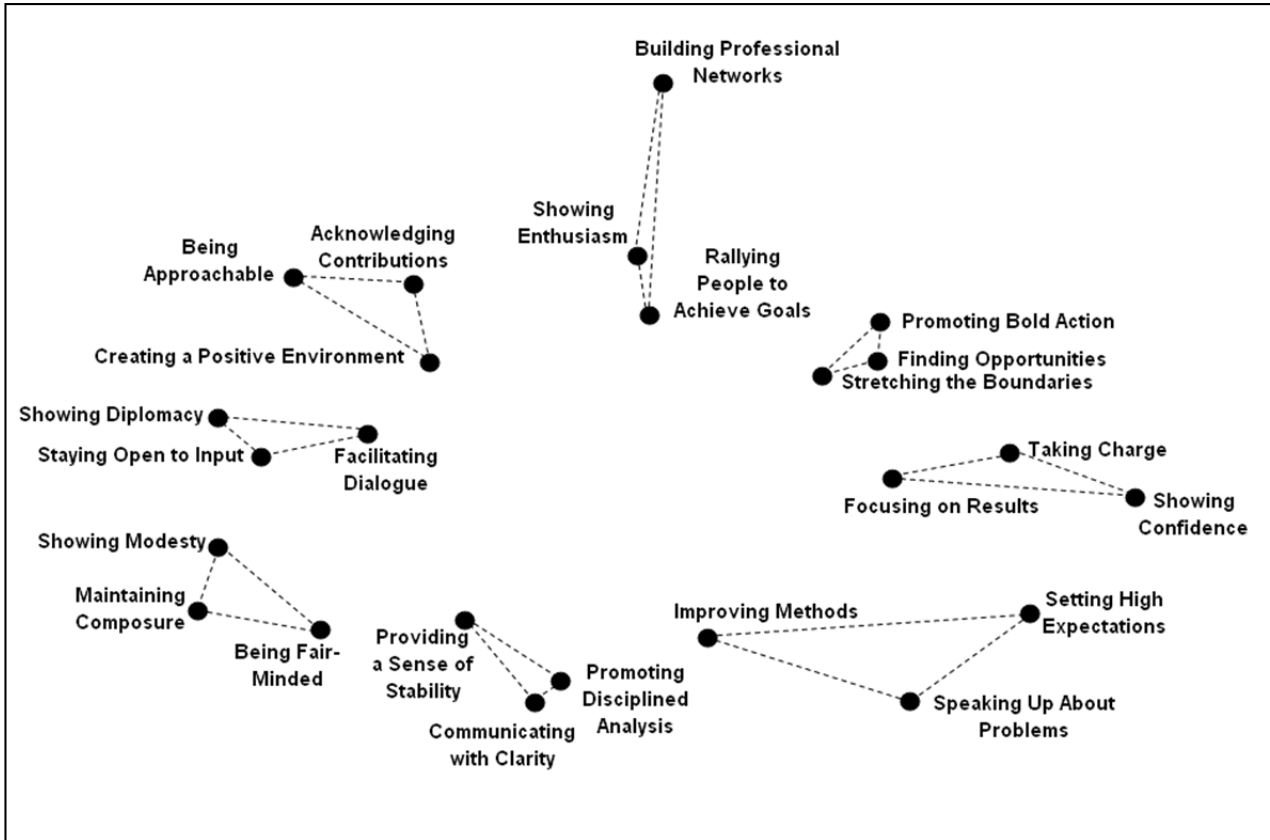 Building Professional
Networks
Showing
Enthusiasm
Rallying
People to
Achieve Goals
Being
Approachable
Acknowledging
Contributions
Creating a Positive Environment
Promoting Bold Action
Finding Opportunities
Stretching the Boundaries
Showing Diplomacy
Staying Open to Input
Facilitating
Dialogue
Taking Charge
Focusing on Results
Showing
Confidence
Showing Modesty
Maintaining
Composure
Being Fair-
Minded
Providing
a Sense of
Stability
Promoting
Disciplined
Analysis
Communicating
with Clarity
Improving Methods
Setting High
Expectations
Speaking Up About
Problems